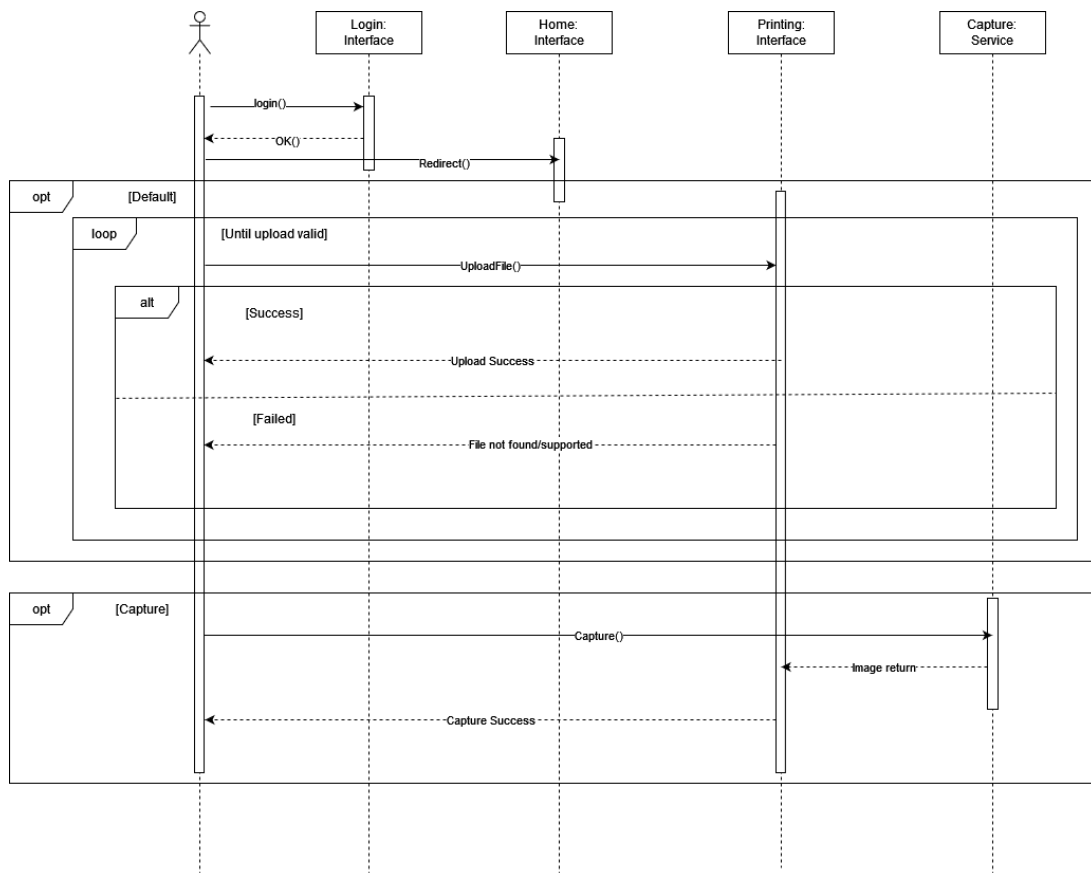 Login:
Interface
Home:
Interface
Printing:
Interface
Capture:
Service
login()
OK()
Redirect()
opt
[Default]
loop
[Until upload valid]
UploadFile()
alt
[Success]
Upload Success
[Failed]
File not found/supported
opt
[Capture]
Capture()
Image return
Capture Success